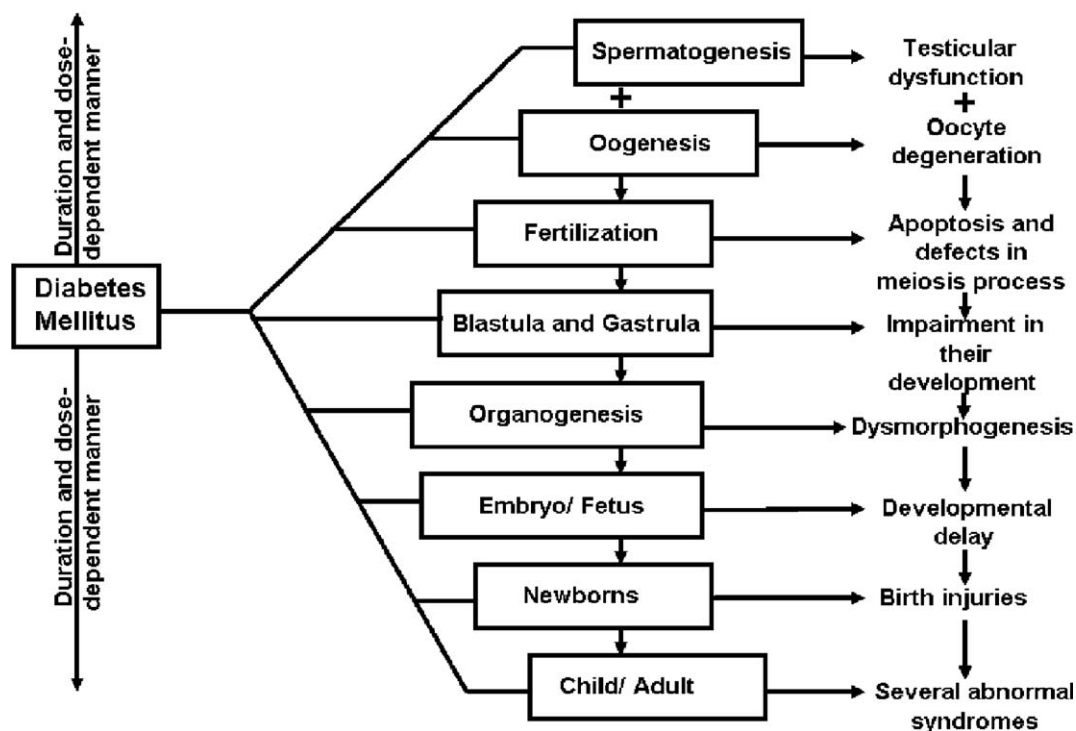 Duration and dose-
dependent manner
Diabetes
Mellitus
Duration and dose-
dependent manner
Spermatogenesis
+
Oogenesis
Fertilization
Blastula and Gastrula
Organogenesis
Embryo/ Fetus
Newborns
Child/ Adult
Testicular
dysfunction
+
Oocyte
degeneration
Apoptosis and
defects in
meiosis process
Impairment in
their
development
Dysmorphogenesis
Developmental
delay
Birth injuries
Several abnormal
syndromes